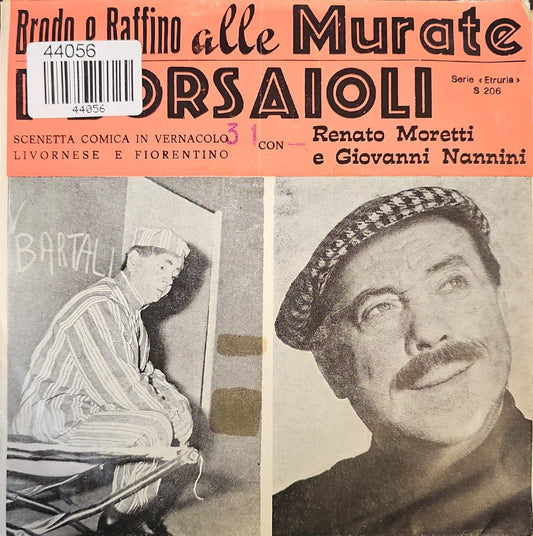 Brodo e Baffino alle Murate
44056
44056
ORSAIOLI
Serie «Etruria»
S 206
SCENETTA COMICA IN VERNACOLO
LIVORNESE E FIORENTINO
31
CON
Renato Moretti
e Giovanni Nannini
BARTALI